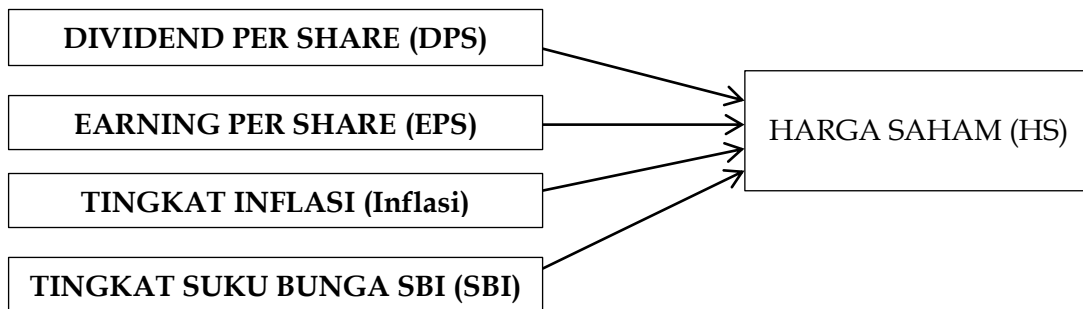 DIVIDEND PER SHARE (DPS)
EARNING PER SHARE (EPS)
HARGA SAHAM (HS)
TINGKAT INFLASI (Inflasi)
TINGKAT SUKU BUNGA SBI (SBI)